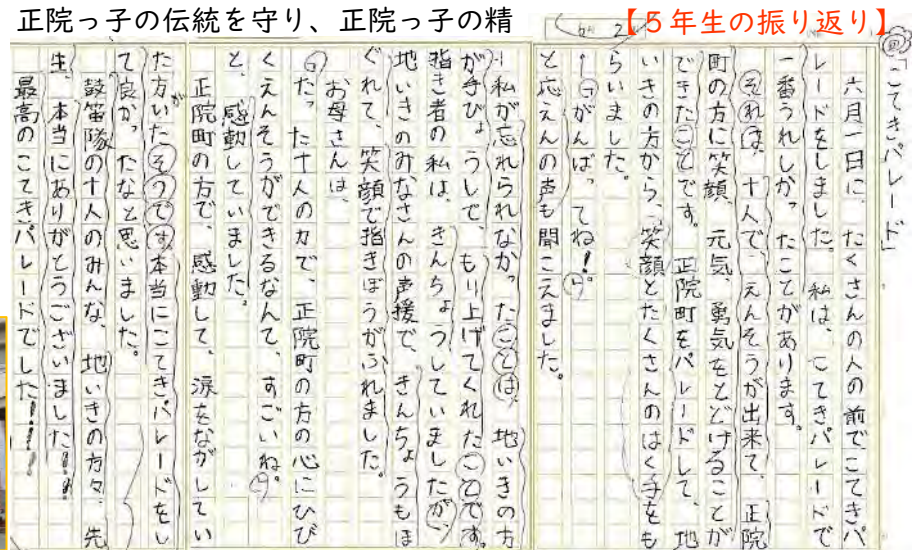 正院っ子の伝統を守り、正院っ子の精
【５年生の振り返り】
「こてきパレード」
六月一日に、たくさんの人の前でこてきパ
レードをしました。私は、こてきパレードで
一番うれしかったことがあります。
それは、十人で、えんそうが出来て、正院
町の方に笑顔、元気、勇気をとどけることが
できたことです。正院町をパレードして、地
いきの方から、笑顔とたくさんのはく手をも
らいました。
「がんばってね！」
と応えんの声も聞こえました。
私が忘れられなかったことは、地いきの方
が手びょうしで、もり上げてくれたことです。
指き者の私は、きんちょうしていましたが、
地いきのみなさんの声援で、きんちょうもほ
ぐれて、笑顔で指きぼうがふれました。
お母さんは、
「たった十人の力で、正院町の方の心にひび
くえんそうができるなんて、すごいね。」
と、感動していました。
正院町の方で、感動して、涙をながしてい
た方がいたそうです。本当にこてきパレードをし
て良かったなと思いました。
鼓笛隊の十人のみんな、地いきの方々、先
生、本当にありがとうございました!!!
最高のこてきパレードでした!!!!